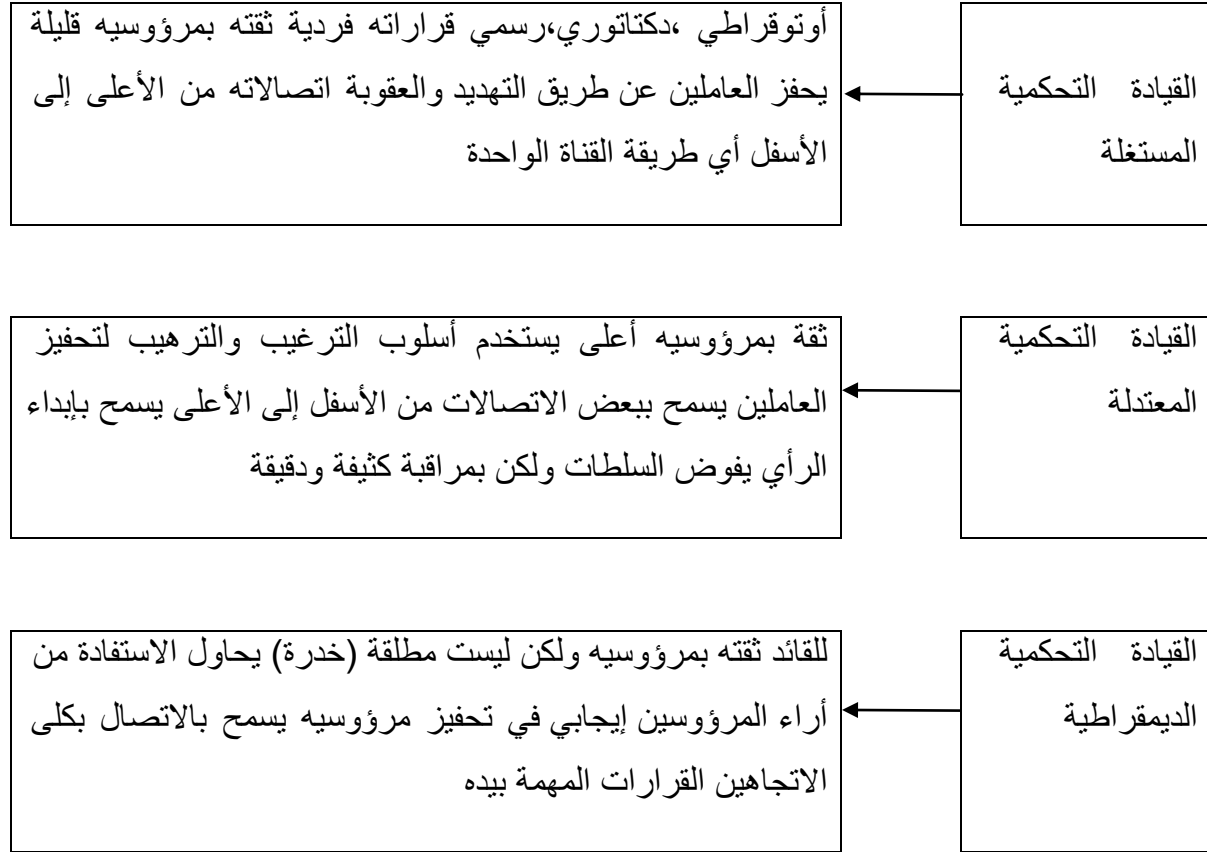 القيادة التحكمية
المستغلة
أوتوقراطي ،دكتاتوري،رسمي قراراته فردية ثقته بمرؤوسيه قليلة
يحفز العاملين عن طريق التهديد والعقوبة اتصالاته من الأعلى إلى
الأسفل أي طريقة القناة الواحدة
القيادة التحكمية
المعتدلة
ثقة بمرؤوسيه أعلى يستخدم أسلوب الترغيب والترهيب لتحفيز
العاملين يسمح ببعض الاتصالات من الأسفل إلى الأعلى يسمح بإبداء
الرأي يفوض السلطات ولكن بمراقبة كثيفة ودقيقة
القيادة التحكمية
الديمقراطية
للقائد ثقته بمرؤوسيه ولكن ليست مطلقة (خدرة) يحاول الاستفادة من
أراء المرؤوسين إيجابي في تحفيز مرؤوسيه يسمح بالاتصال بكلى
الاتجاهين القرارات المهمة بيده